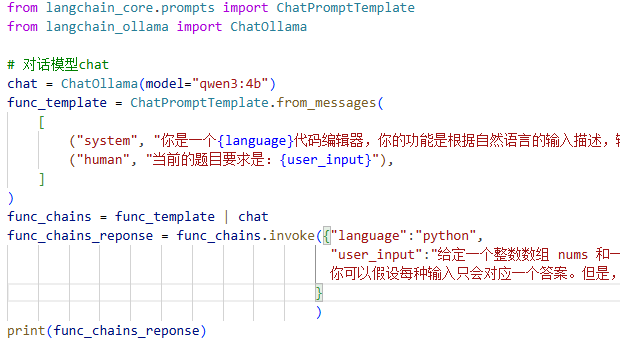 from langchain_core.prompts import ChatPromptTemplate
from langchain_ollama import ChatOllama
# 对话模型chat
chat = ChatOllama(model="qwen3:4b")
func_template = ChatPromptTemplate.from_messages(
[
("system", "你是一个{language}代码编辑器，你的功能是根据自然语言的输入描述，
("human", "当前的题目要求是：{user_input}"),
]
)
func_chains = func_template | chat
func_chains_reponse = func_chains.invoke({"language":"python",
"user_input":"给定一个整数数组 nums 和一
你可以假设每种输入只会对应一个答案。但是，
}
)
print(func_chains_reponse)